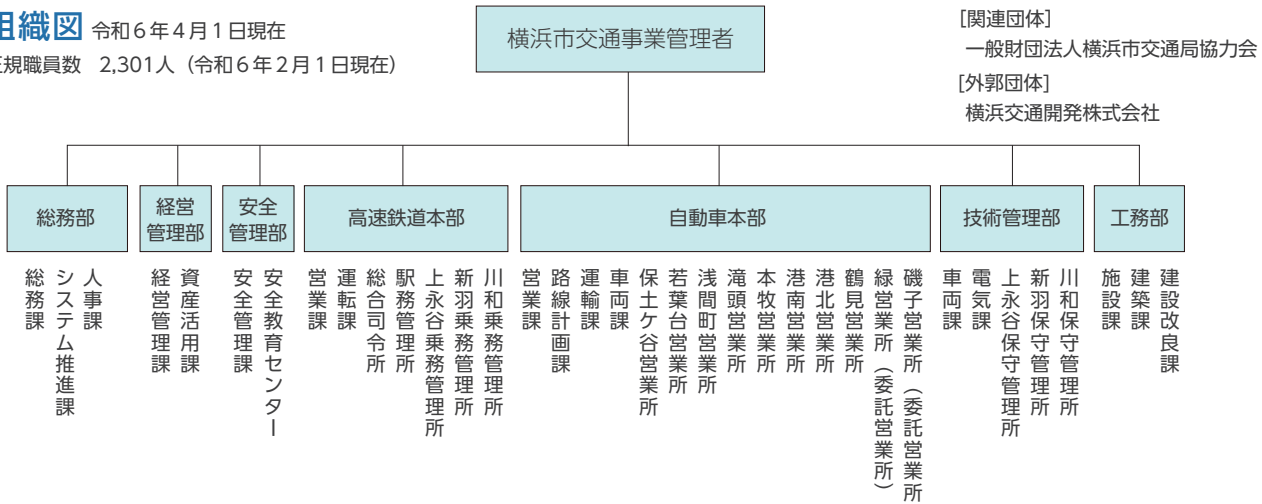 組織図 令和6年4月1日現在
正規職員数 2,301人（令和6年2月1日現在）
横浜市交通事業管理者
[関連団体]
一般財団法人横浜市交通局協力会
[外郭団体]
横浜交通開発株式会社
総務部
総務課
システム推進課
人事課
経営
管理部
経営管理課
資産活用課
安全
管理部
安全管理課
安全教育センター
高速鉄道本部
営業課
運転課
総合司令所
駅務管理所
上永谷乗務管理所
新羽乗務管理所
川和乗務管理所
自動車本部
営業課
路線計画課
運輸課
車両課
保土ケ谷営業所
若葉台営業所
浅間町営業所
滝頭営業所
本牧営業所
港南営業所
港北営業所
鶴見営業所
緑営業所（委託営業所）
磯子営業所（委託営業所
技術管理部
車両課
電気課
上永谷保守管理所
新羽保守管理所
川和保守管理所
工務部
施設課
建築課
建設改良課